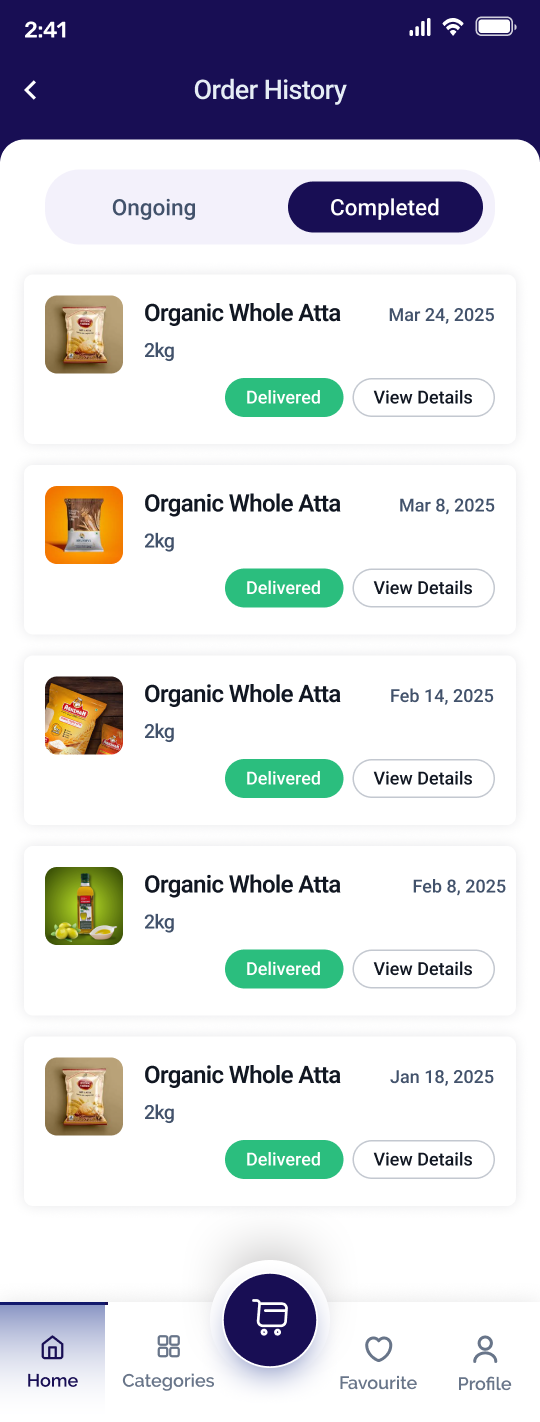 2:41
Order History
Ongoing
Completed
Organic Whole Atta
Mar 24, 2025
2kg
Delivered
View Details
Organic Whole Atta
Mar 8, 2025
2kg
Delivered
View Details
Organic Whole Atta
Feb 14, 2025
2kg
Delivered
View Details
Organic Whole Atta
Feb 8, 2025
2kg
Delivered
View Details
Organic Whole Atta
Jan 18, 2025
2kg
Delivered
View Details
Home
Categories
Favourite
Profile